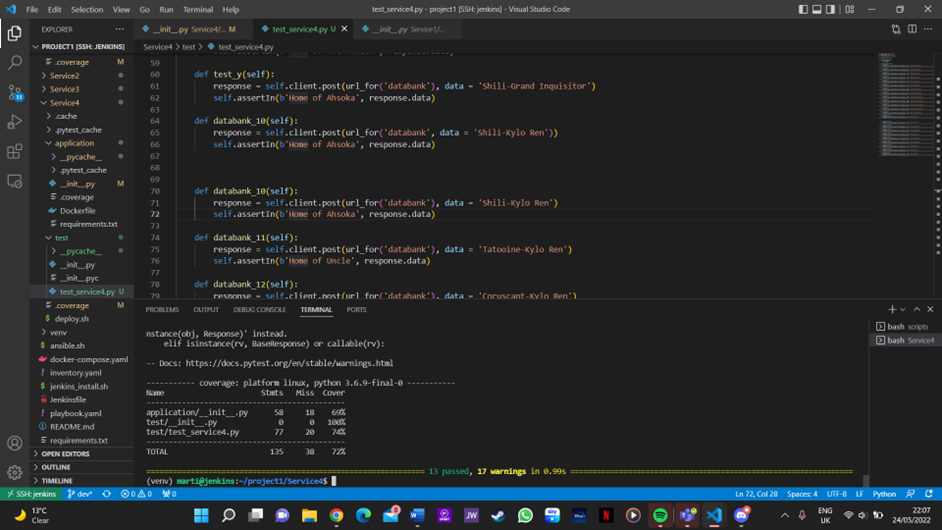 File Edit Selection View Go Run Terminal Help
test_service4.py - project1 [SSH: jenkins] - Visual Studio Code
EXPLORER
PROJECT1 [SSH: JENKINS]
.coverage M
Service2
Service3
Service4
.cache
.pytest_cache
application
__pycache__
.pytest_cache
__init__.py M
.coverage
Dockerfile
requirements.txt
test
__pycache__
__init__.py
__init__.pyc
test_service4.py U
.coverage M
deploy.sh
venv
ansible.sh
docker-compose.yaml
inventory.yaml
jenkins_install.sh
Jenkinsfile
playbook.yaml
README.md
requirements.txt
OPEN EDITORS
OUTLINE
TIMELINE
33
__init__.py Service4/... M
test_service4.py U
__init__.py Service1/...
Service4 > test > test_service4.py
59
60 def test_y(self):
61 response = self.client.post(url_for('databank'), data = 'Shili-Grand Inquisitor')
62 self.assertIn(b'Home of Ahsoka', response.data)
63
64 def databank_10(self):
65 response = self.client.post(url_for('databank', data = 'Shili-Kylo Ren'))
66 self.assertIn(b'Home of Ahsoka', response.data)
67
68
69
70 def databank_10(self):
71 response = self.client.post(url_for('databank'), data = 'Shili-Kylo Ren')
72 self.assertIn(b'Home of Ahsoka', response.data)
73
74 def databank_11(self):
75 response = self.client.post(url_for('databank'), data = 'Tatooine-Kylo Ren')
76 self.assertIn(b'Home of Uncle', response.data)
77
78 def databank_12(self):
79 response = self.client.post(url_for('databank'), data = 'Coruscant-Kylo Ren')
PROBLEMS OUTPUT DEBUG CONSOLE TERMINAL PORTS
nstance(obj, Response)' instead.
elif isinstance(rv, BaseResponse) or callable(rv):
-- Docs: https://docs.pytest.org/en/stable/warnings.html
----------- coverage: platform linux, python 3.6.9-final-0 -----------
Name Stmts Miss Cover
application/__init__.py 58 18 69%
test/__init__.py 0 0 100%
test/test_service4.py 77 20 74%
TOTAL 135 38 72%
13 passed, 17 warnings in 0.99s
(venv) marti@jenkins:~/project1/Service4$
bash scripts
bash Service4
SSH: jenkins dev* 0 0 0
Ln 72, Col 28 Spaces: 4 UTF-8 LF Python
13°C
Clear
ENG
UK
22:07
24/05/2022